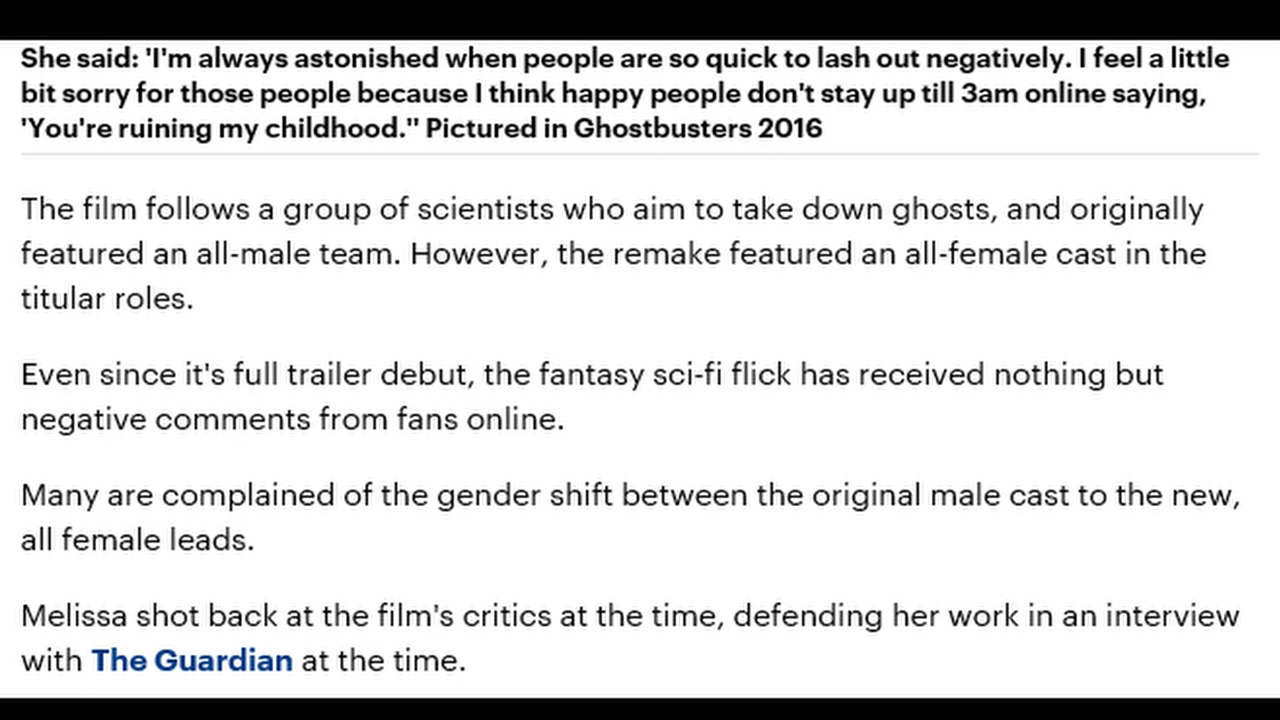 She said: 'I'm always astonished when people are so quick to lash out negatively. I feel a little
bit sorry for those people because I think happy people don't stay up till 3am online saying,
'You're ruining my childhood." Pictured in Ghostbusters 2016
The film follows a group of scientists who aim to take down ghosts, and originally
featured an all-male team. However, the remake featured an all-female cast in the
titular roles.
Even since it's full trailer debut, the fantasy sci-fi flick has received nothing but
negative comments from fans online.
Many are complained of the gender shift between the original male cast to the new,
all female leads.
Melissa shot back at the film's critics at the time, defending her work in an interview
with The Guardian at the time.